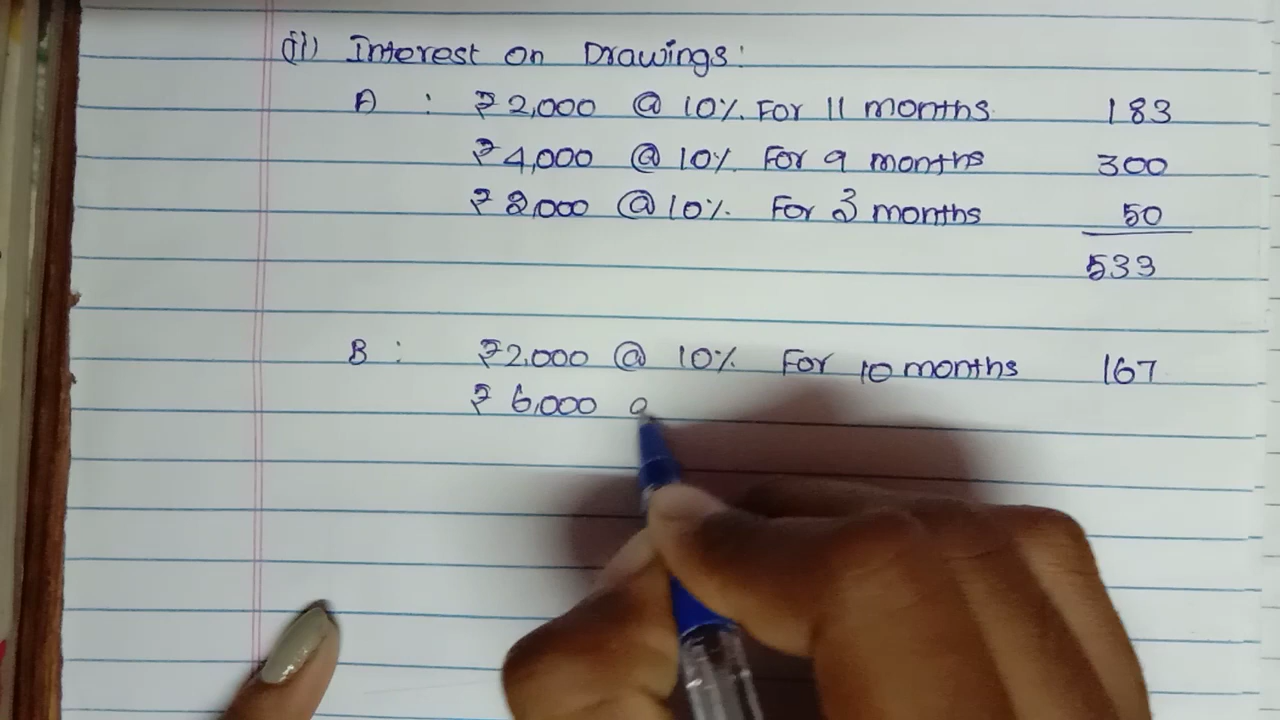 (ii) Interest on Drawings:
A : ₹2,000 @ 10%. For 11 months 183
₹4,000 @ 10%. For 9 months 300
₹2,000 @ 10%. For 3 months 50
533
B : ₹2,000 @ 10% For 10 months 167
₹6,000